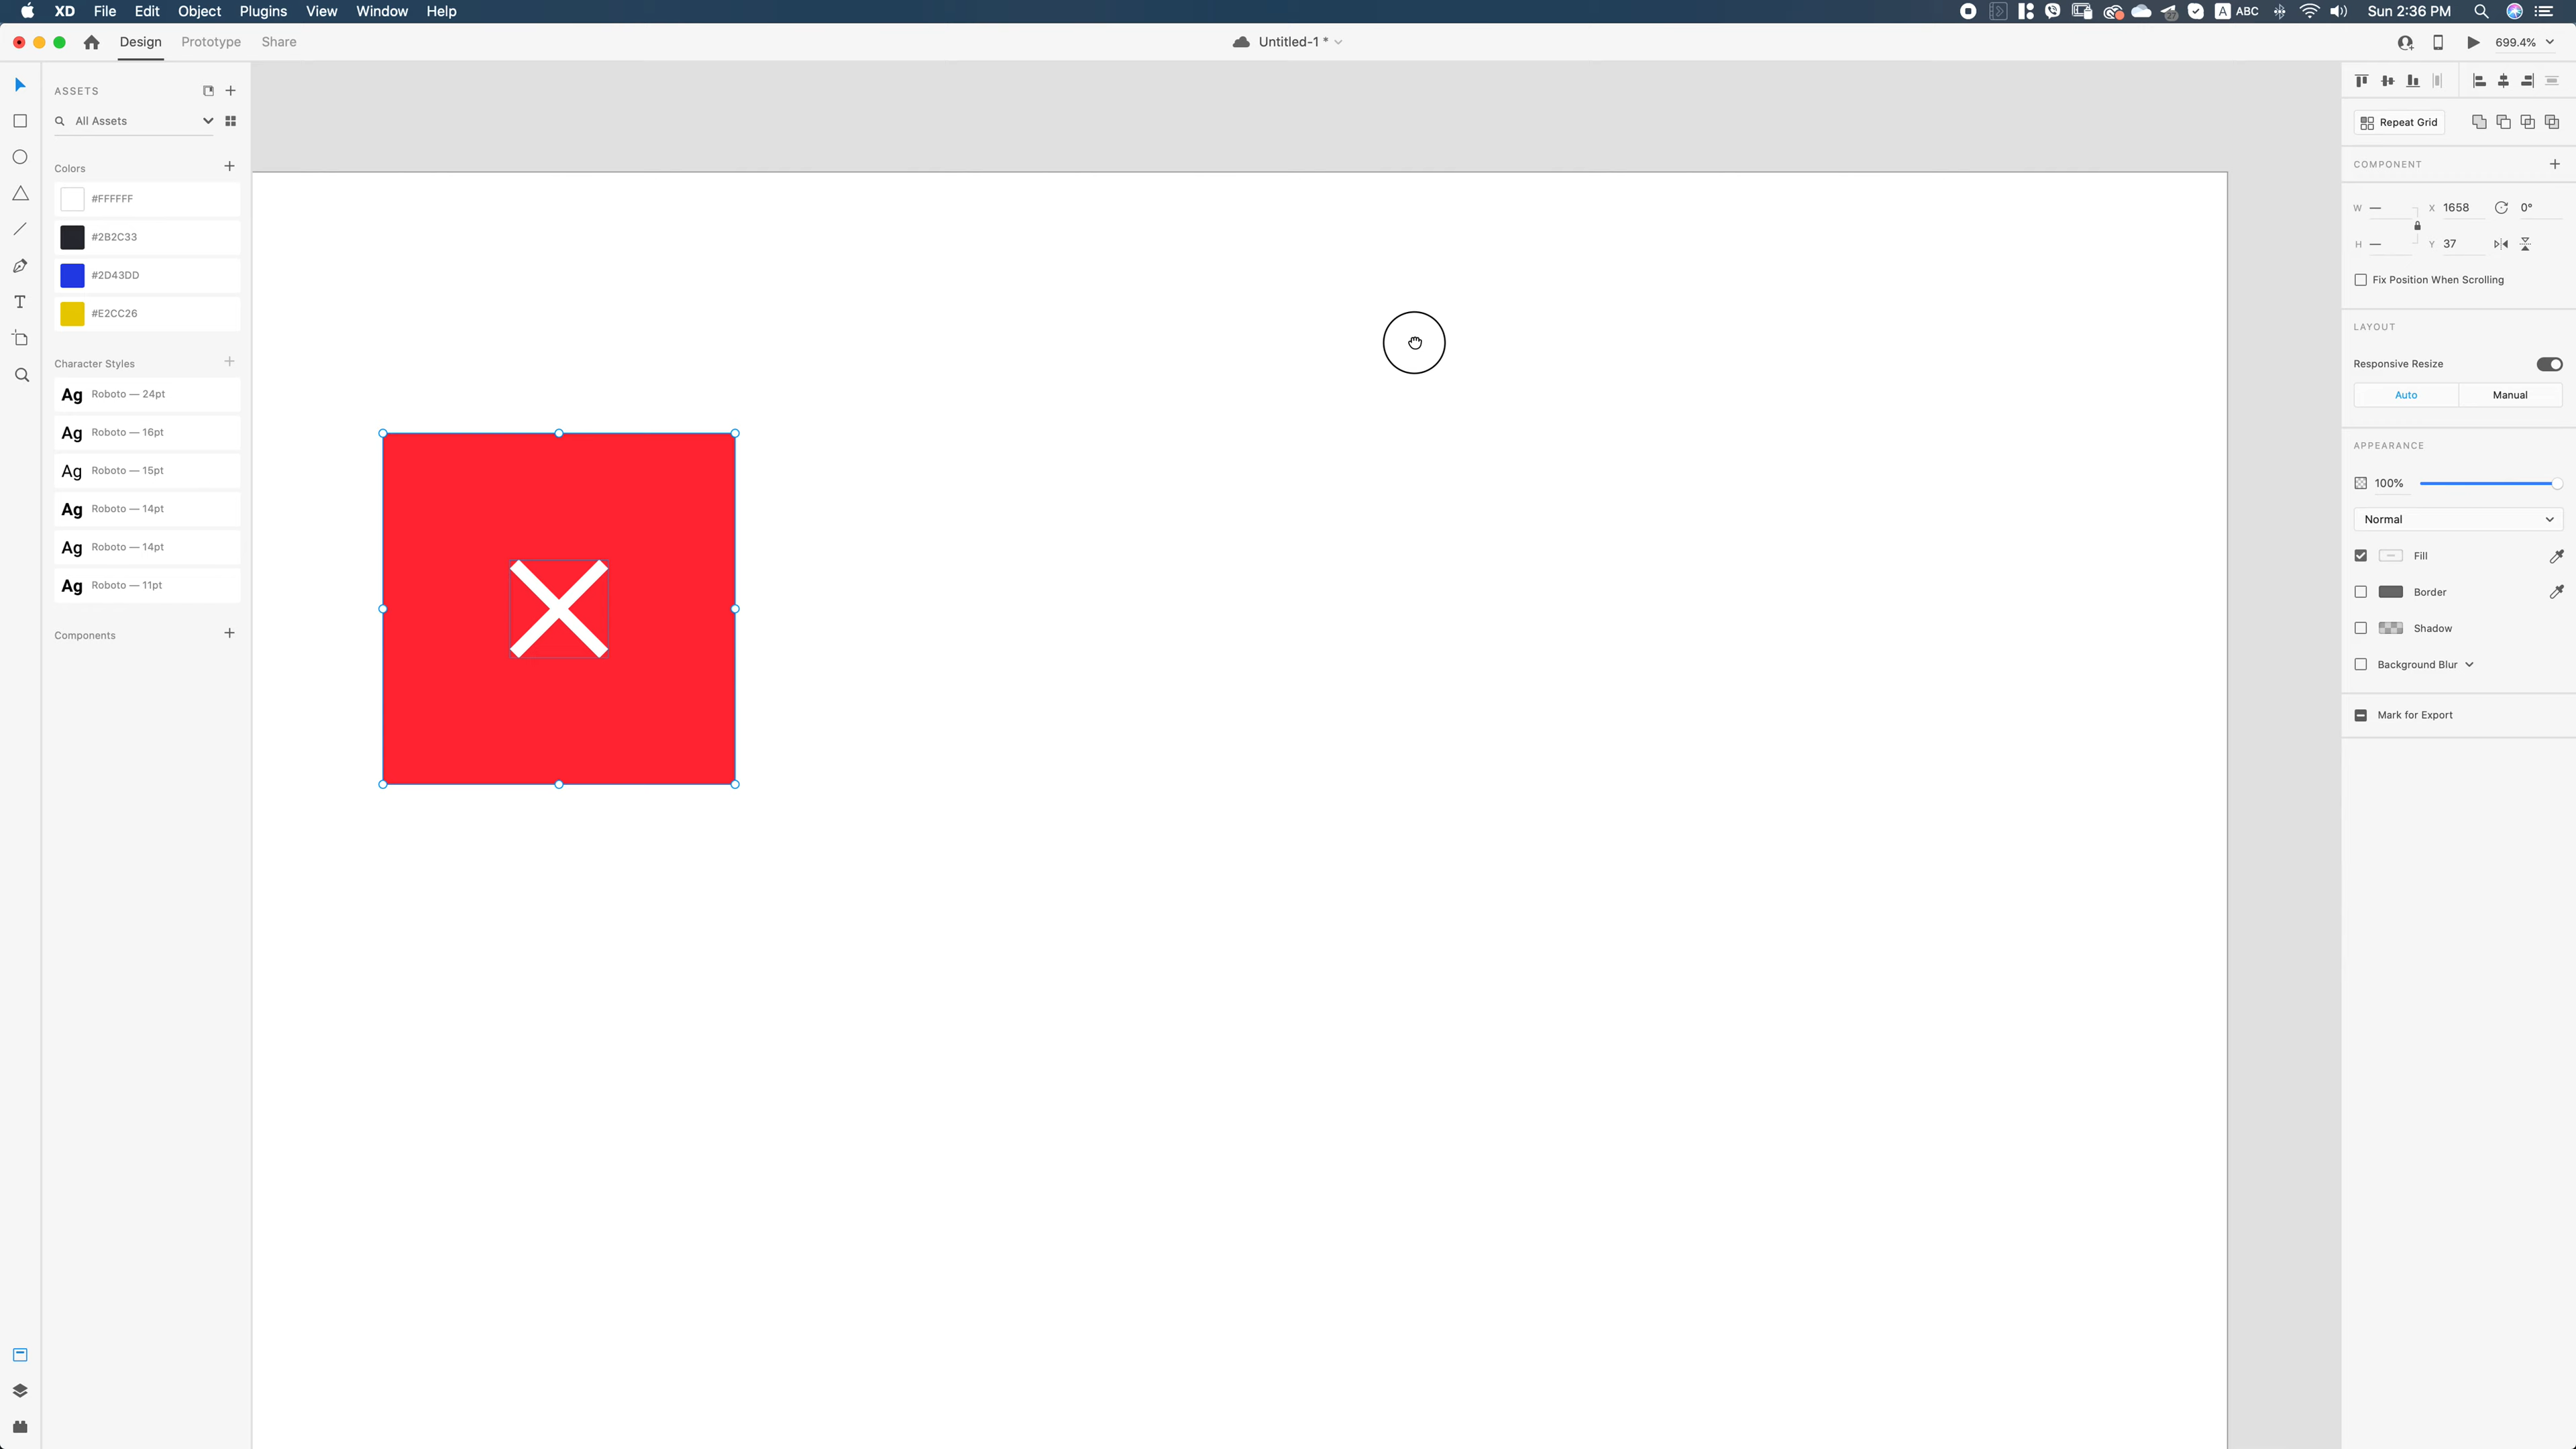 XD File Edit Object Plugins View Window Help
A ABC Sun 2:36 PM
Design Prototype Share
Untitled-1 *
699.4%
ASSETS
All Assets
Colors
#FFFFFF
#2B2C33
#2D43DD
#E2CC26
Character Styles
Ag Roboto — 24pt
Ag Roboto — 16pt
Ag Roboto — 15pt
Ag Roboto — 14pt
Ag Roboto — 14pt
Ag Roboto — 11pt
Components
Repeat Grid
COMPONENT
W — X 1658 0°
H — Y 37
Fix Position When Scrolling
LAYOUT
Responsive Resize
Auto Manual
APPEARANCE
100%
Normal
Fill
Border
Shadow
Background Blur
Mark for Export